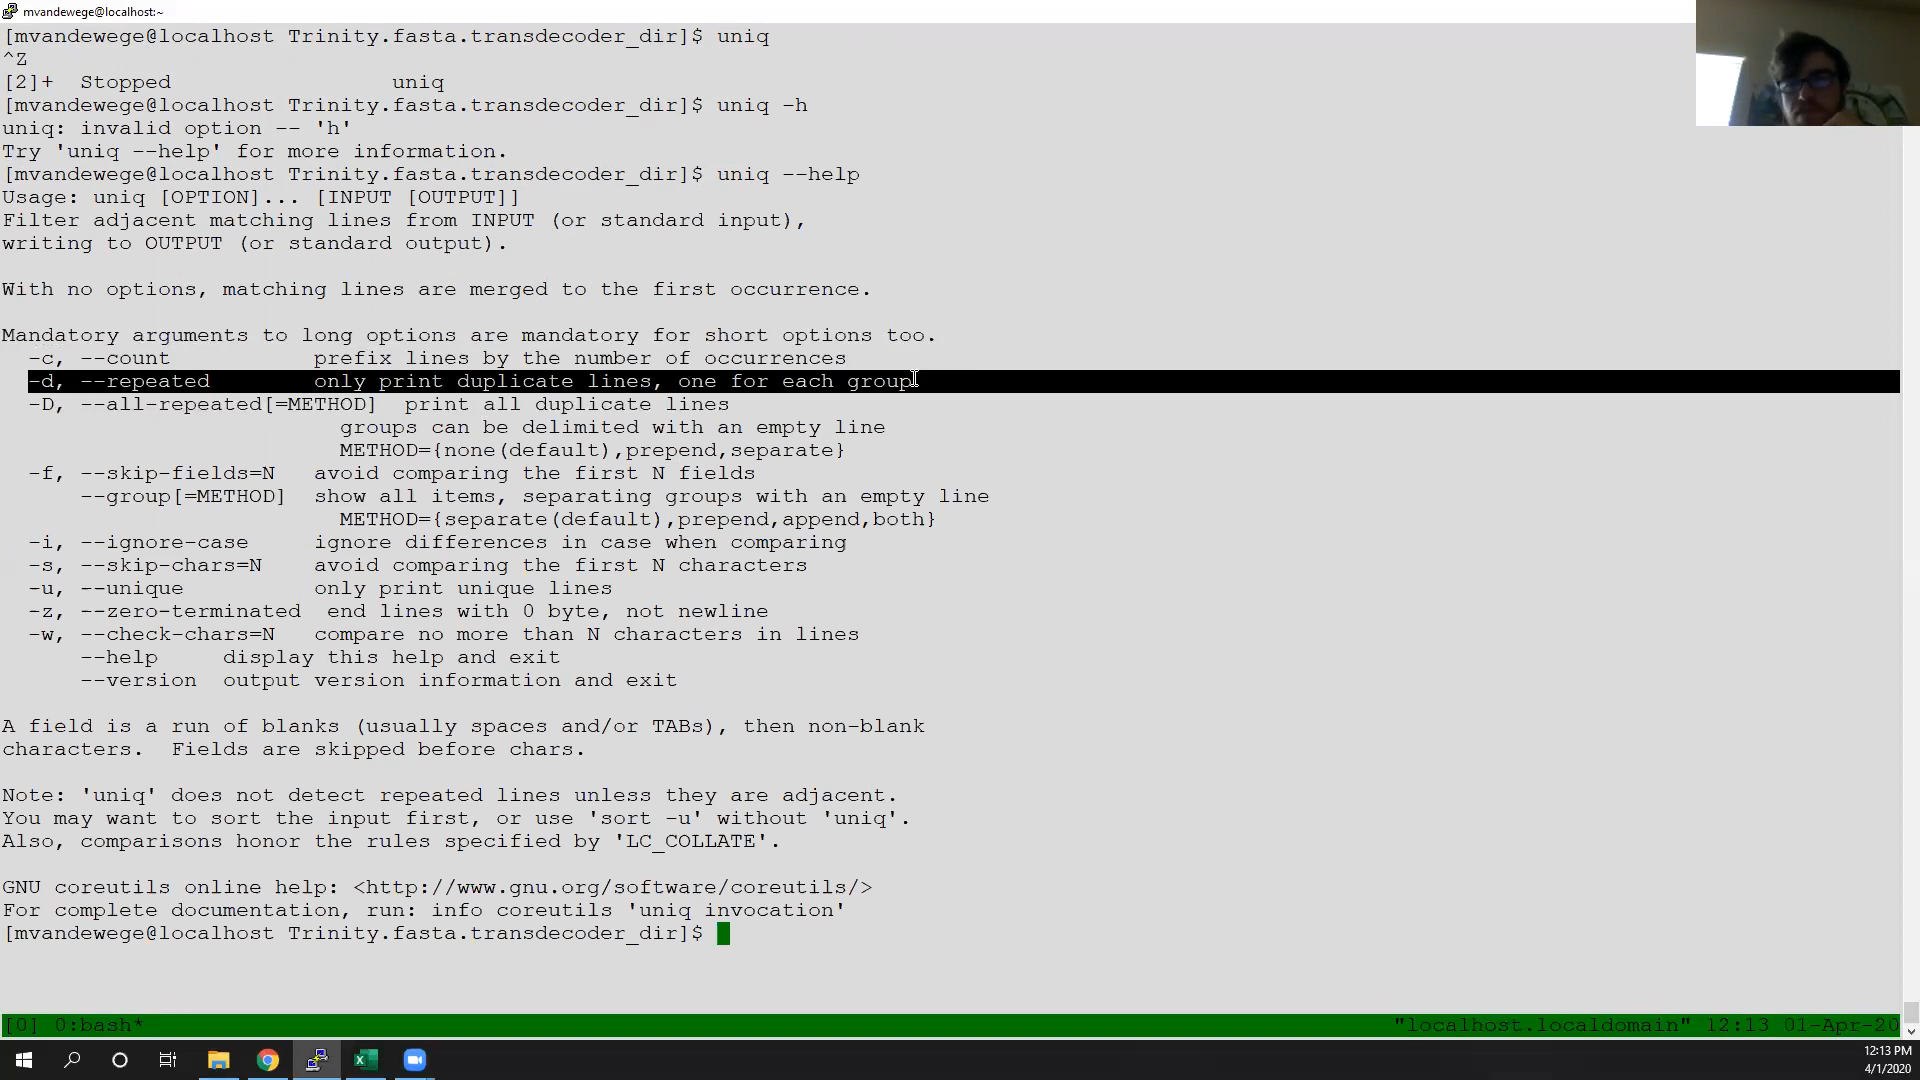 mvandewege@localhost:~
[mvandewege@localhost Trinity.fasta.transdecoder_dir]$ uniq
^Z
[2]+  Stopped                 uniq
[mvandewege@localhost Trinity.fasta.transdecoder_dir]$ uniq -h
uniq: invalid option -- 'h'
Try 'uniq --help' for more information.
[mvandewege@localhost Trinity.fasta.transdecoder_dir]$ uniq --help
Usage: uniq [OPTION]... [INPUT [OUTPUT]]
Filter adjacent matching lines from INPUT (or standard input),
writing to OUTPUT (or standard output).
With no options, matching lines are merged to the first occurrence.
Mandatory arguments to long options are mandatory for short options too.
  -c, --count           prefix lines by the number of occurrences
  -d, --repeated        only print duplicate lines, one for each group
  -D, --all-repeated[=METHOD]  print all duplicate lines
                          groups can be delimited with an empty line
                          METHOD={none(default),prepend,separate}
  -f, --skip-fields=N   avoid comparing the first N fields
      --group[=METHOD]  show all items, separating groups with an empty line
                          METHOD={separate(default),prepend,append,both}
  -i, --ignore-case     ignore differences in case when comparing
  -s, --skip-chars=N    avoid comparing the first N characters
  -u, --unique          only print unique lines
  -z, --zero-terminated  end lines with 0 byte, not newline
  -w, --check-chars=N   compare no more than N characters in lines
      --help     display this help and exit
      --version  output version information and exit
A field is a run of blanks (usually spaces and/or TABs), then non-blank
characters.  Fields are skipped before chars.
Note: 'uniq' does not detect repeated lines unless they are adjacent.
You may want to sort the input first, or use 'sort -u' without 'uniq'.
Also, comparisons honor the rules specified by 'LC_COLLATE'.
GNU coreutils online help: <http://www.gnu.org/software/coreutils/>
For complete documentation, run: info coreutils 'uniq invocation'
[mvandewege@localhost Trinity.fasta.transdecoder_dir]$
[0] 0:bash* "localhost.localdomain" 12:13 01-Apr-20
12:13 PM
4/1/2020